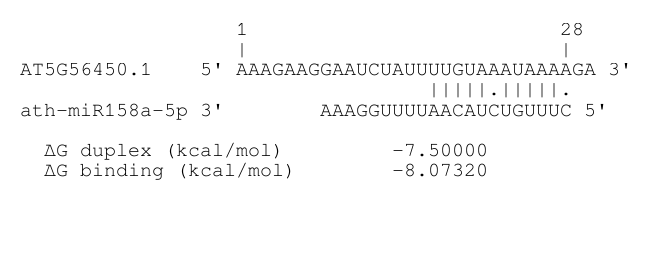 1 28
| |
AT5G56450.1 5' AAAGAAGGAAUCUAUUUUGUAAAUAAAAGA 3'
|||||.|||||.
ath-miR158a-5p 3' AAAGGUUUUAACAUCUGUUUC 5'
ΔG duplex (kcal/mol) -7.50000
ΔG binding (kcal/mol) -8.07320